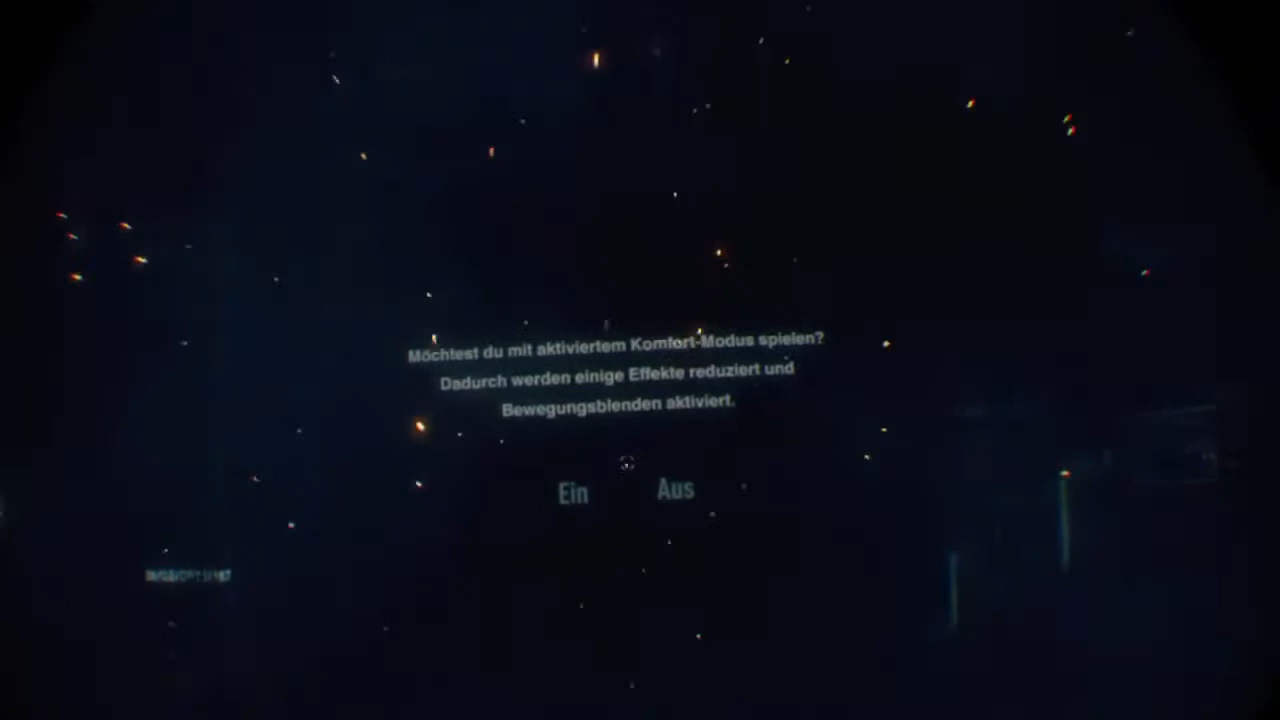 Möchtest du mit aktiviertem Komfort-Modus spielen?
Dadurch werden einige Effekte reduziert und
Bewegungsblenden aktiviert.
Ein Aus